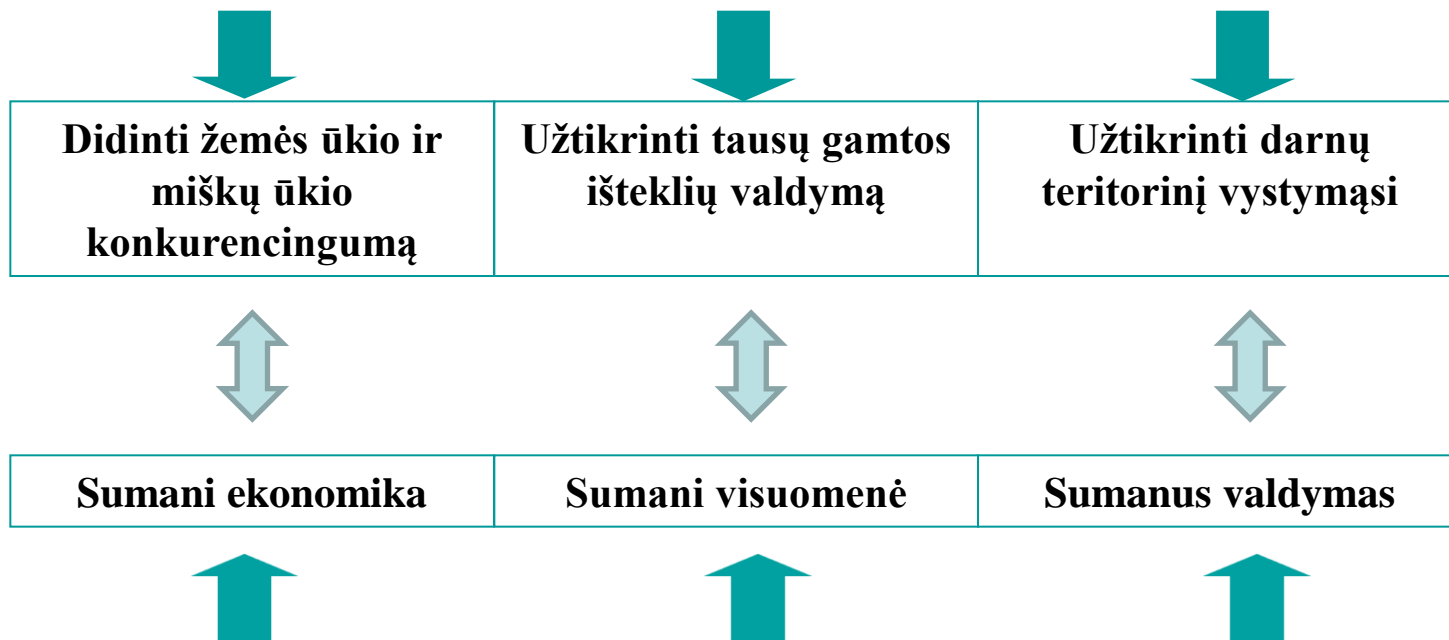 Didinti žemės ūkio ir
miškų ūkio
konkurencingumą
Užtikrinti tausų gamtos
išteklių valdymą
Užtikrinti darnų
teritorinį vystymąsi
Sumani ekonomika
Sumani visuomenė
Sumanus valdymas